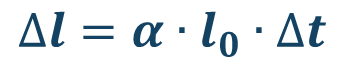 Δl = α · l₀ · Δt